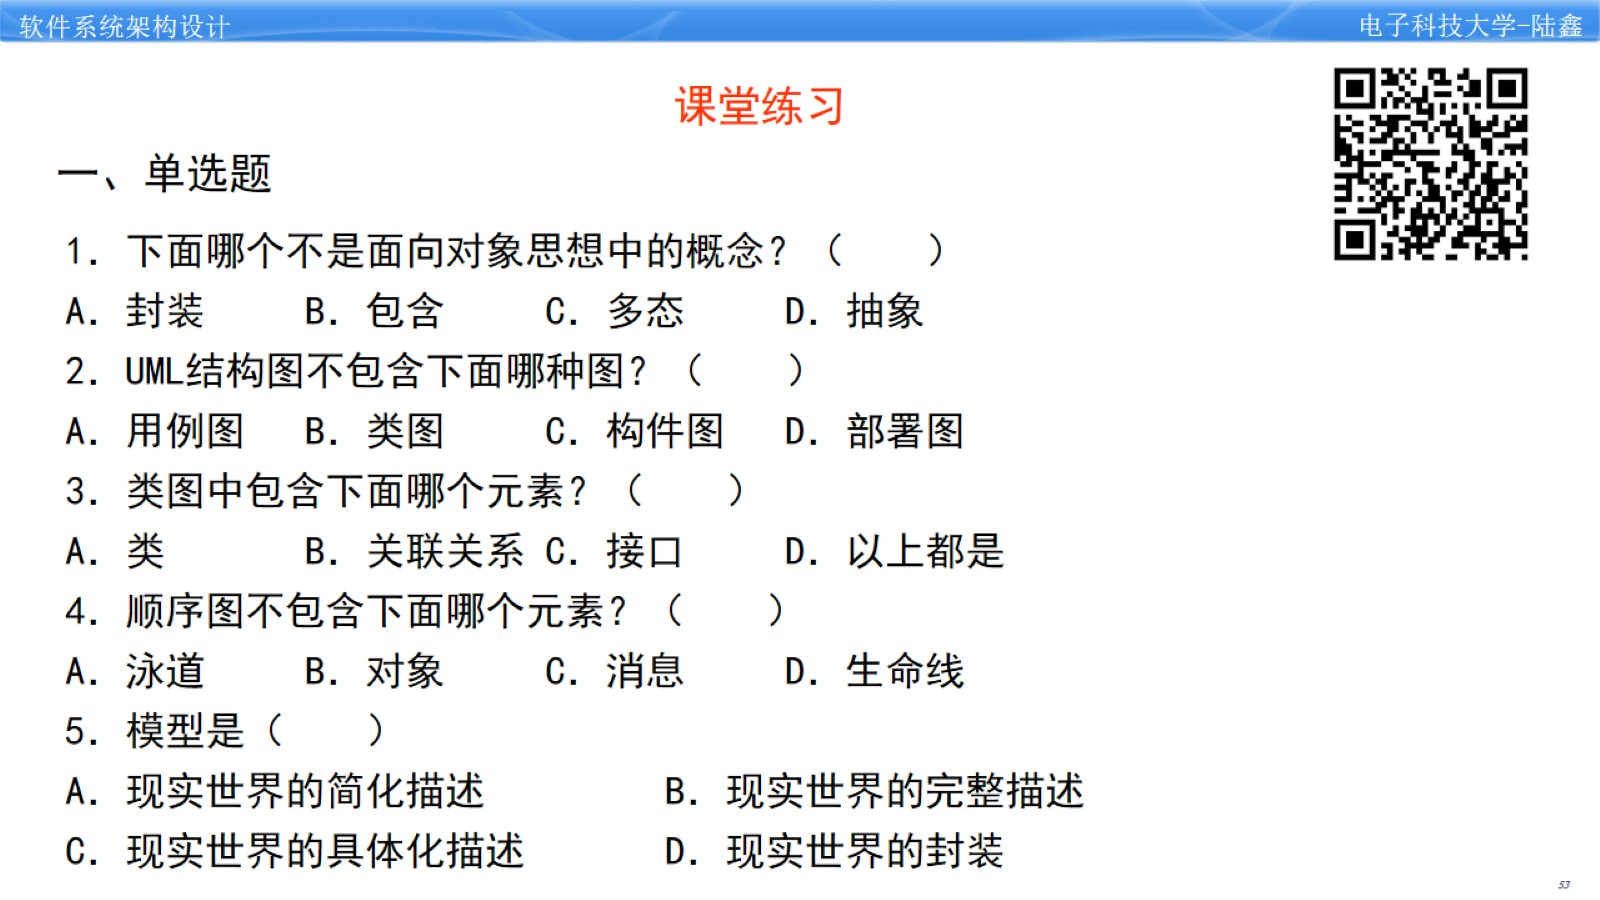 软件系统架构设计
电子科技大学-陆鑫
课堂练习
一、单选题
1. 下面哪个不是面向对象思想中的概念？（  ）
A. 封装 B. 包含 C. 多态 D. 抽象
2. UML结构图不包含下面哪种图？（  ）
A. 用例图 B. 类图 C. 构件图 D. 部署图
3. 类图中包含下面哪个元素？（  ）
A. 类 B. 关联关系 C. 接口 D. 以上都是
4. 顺序图不包含下面哪个元素？（  ）
A. 泳道 B. 对象 C. 消息 D. 生命线
5. 模型是（  ）
A. 现实世界的简化描述 B. 现实世界的完整描述
C. 现实世界的具体化描述 D. 现实世界的封装
53